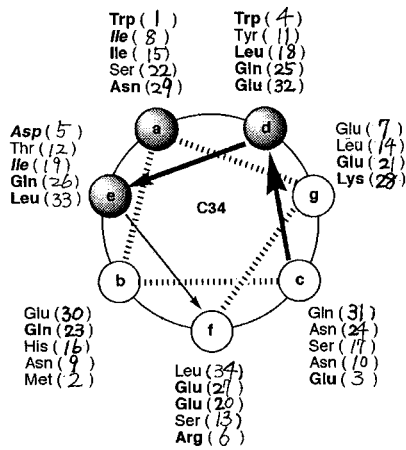 Trp ( 1 )
Ile ( 8 )
Ile ( 15 )
Ser ( 22 )
Asn ( 29 )
Trp ( 4 )
Tyr ( 11 )
Leu ( 18 )
Gln ( 25 )
Glu ( 32 )
Asp ( 5 )
Thr ( 12 )
Ile ( 19 )
Gln ( 26 )
Leu ( 33 )
Glu ( 7 )
Leu ( 14 )
Glu ( 21 )
Lys ( 28 )
a
d
e
g
C34
b
c
f
Glu ( 30 )
Gln ( 23 )
His ( 16 )
Asn ( 9 )
Met ( 2 )
Gln ( 31 )
Asn ( 24 )
Ser ( 17 )
Asn ( 10 )
Glu ( 3 )
Leu ( 34 )
Glu ( 27 )
Glu ( 20 )
Ser ( 13 )
Arg ( 6 )